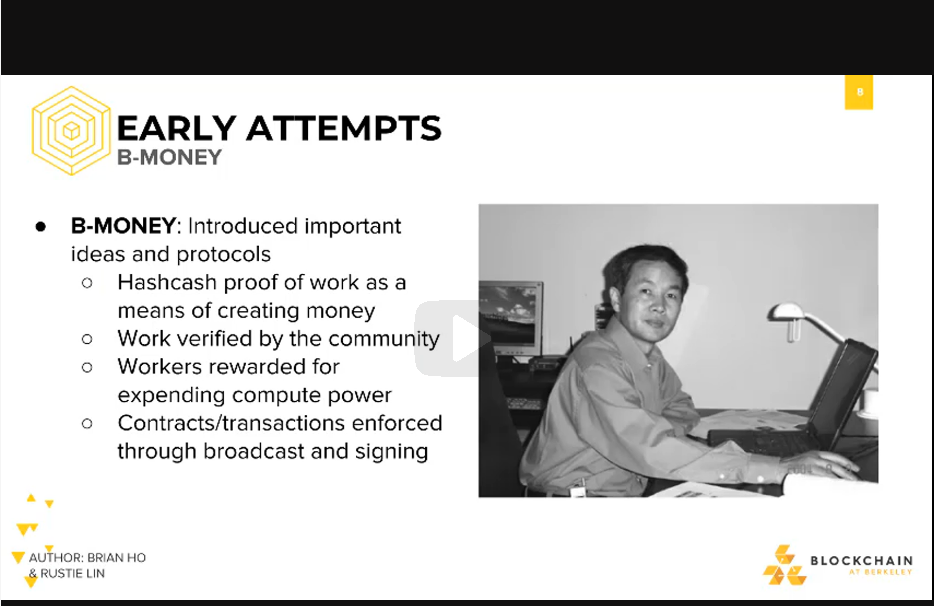 8
EARLY ATTEMPTS
B-MONEY
● B-MONEY: Introduced important
ideas and protocols
○ Hashcash proof of work as a
means of creating money
○ Work verified by the community
○ Workers rewarded for
expending compute power
○ Contracts/transactions enforced
through broadcast and signing
AUTHOR: BRIAN HO
& RUSTIE LIN
BLOCKCHAIN
AT BERKELEY